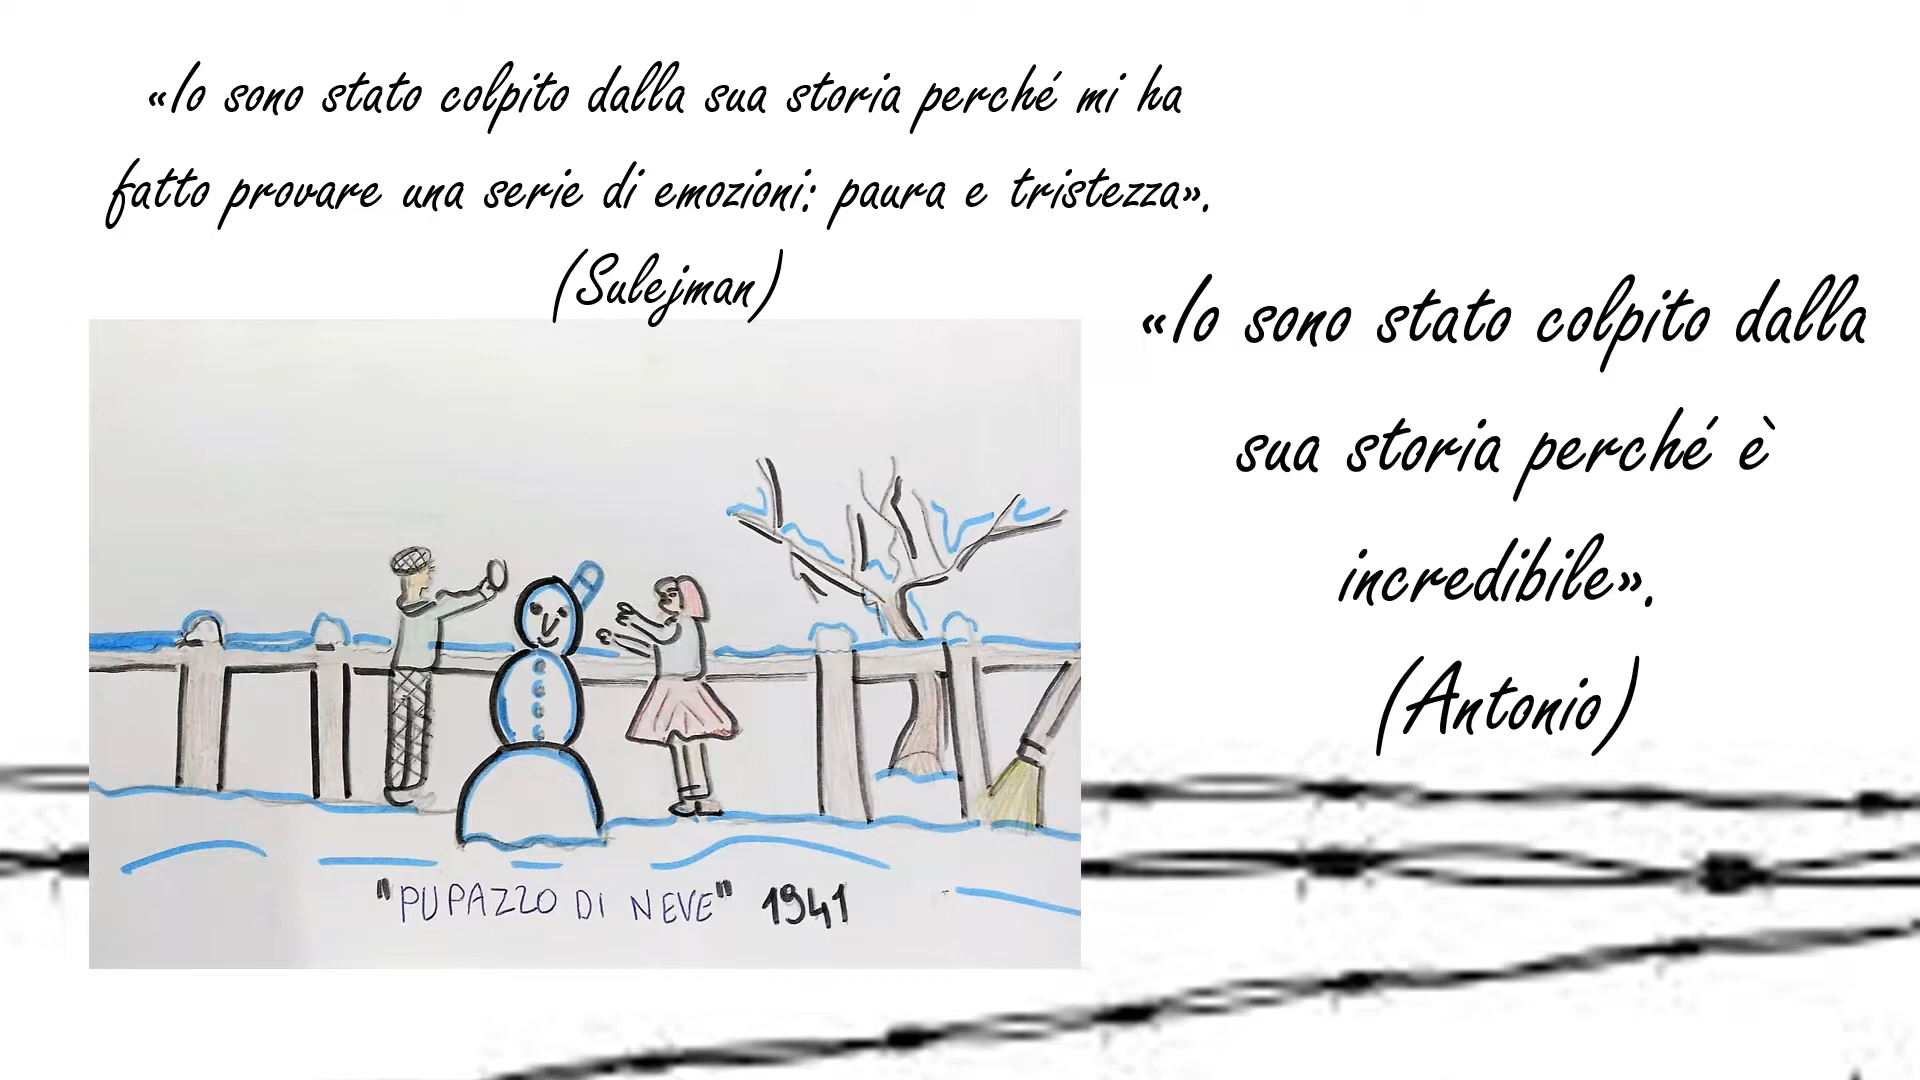 «Io sono stato colpito dalla sua storia perché mi ha
fatto provare una serie di emozioni: paura e tristezza».
(Sulejman)
«Io sono stato colpito dalla
sua storia perché è
incredibile».
(Antonio)
"PUPAZZO DI NEVE" 1941